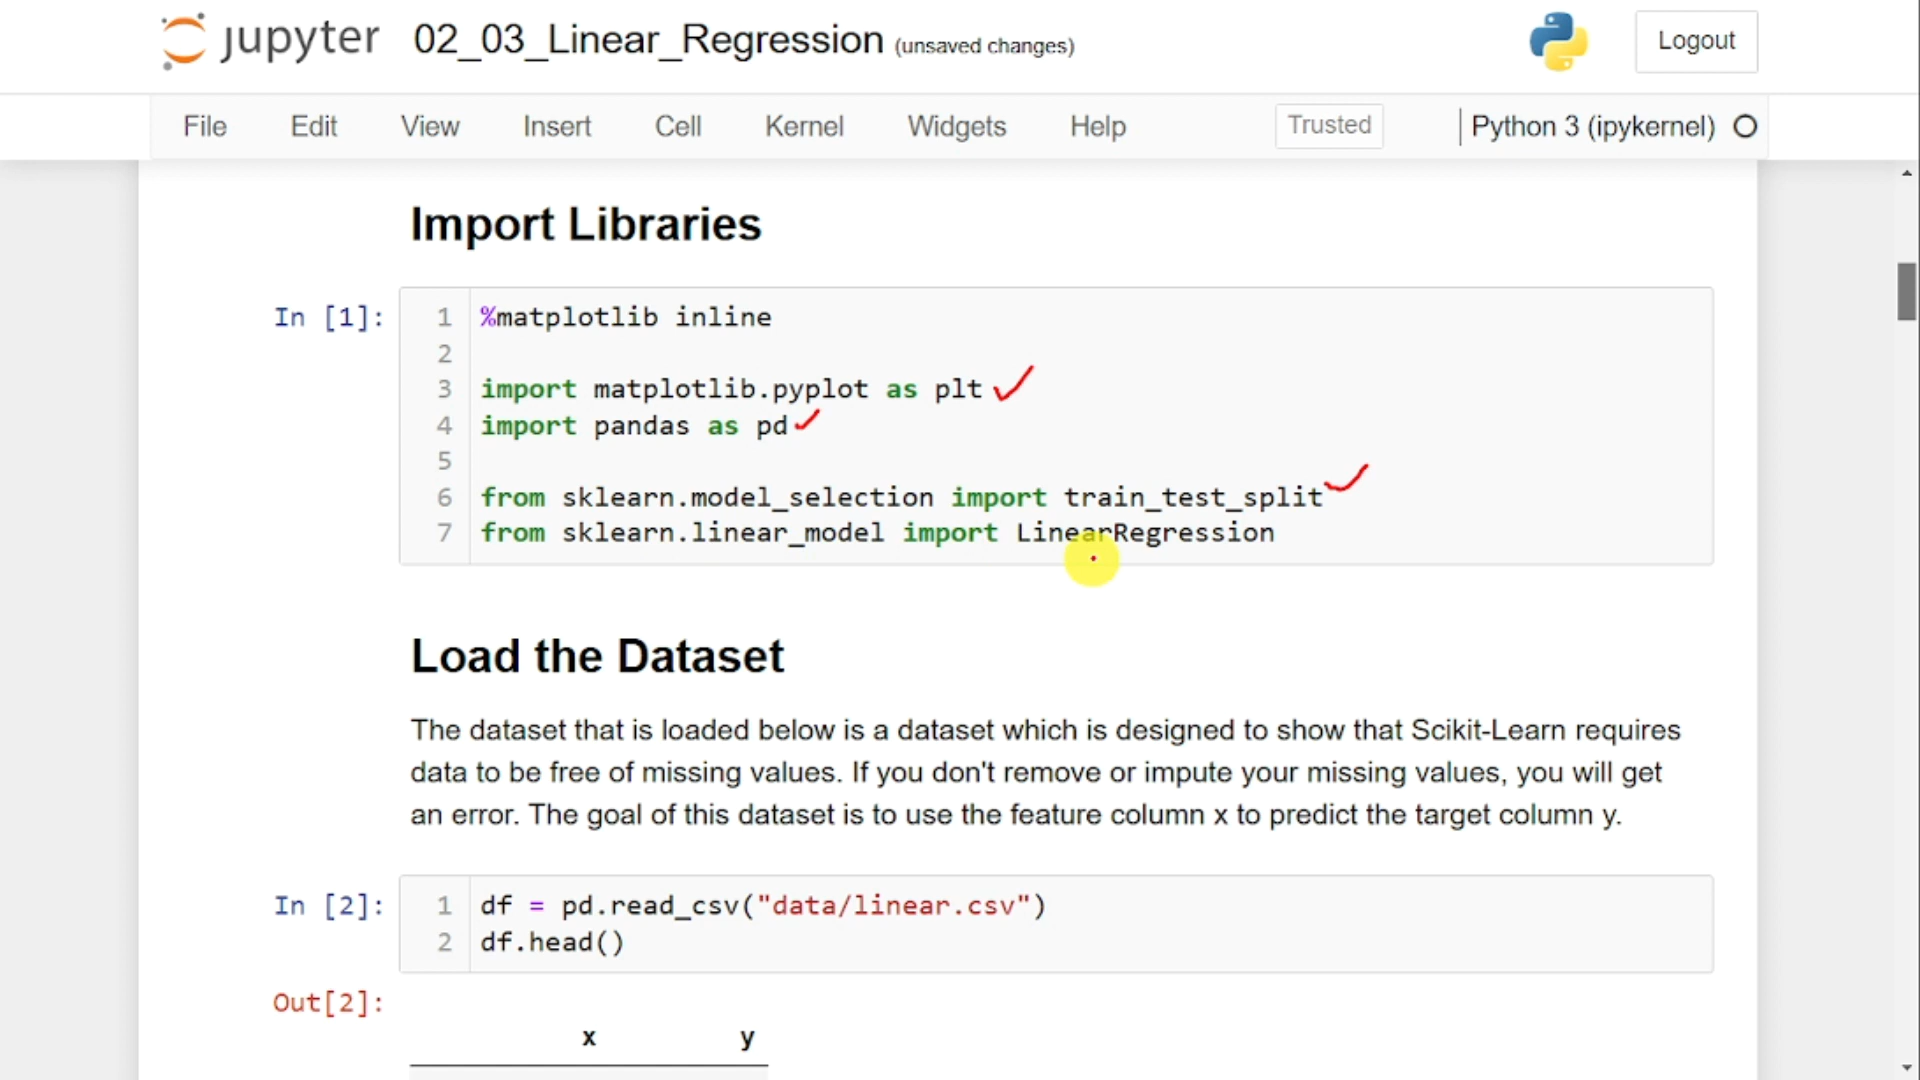 jupyter 02_03_Linear_Regression (unsaved changes) Logout
File Edit View Insert Cell Kernel Widgets Help Trusted Python 3 (ipykernel)
Import Libraries
In [1]: 1 %matplotlib inline
2
3 import matplotlib.pyplot as plt
4 import pandas as pd
5
6 from sklearn.model_selection import train_test_split
7 from sklearn.linear_model import LinearRegression
Load the Dataset
The dataset that is loaded below is a dataset which is designed to show that Scikit-Learn requires
data to be free of missing values. If you don't remove or impute your missing values, you will get
an error. The goal of this dataset is to use the feature column x to predict the target column y.
In [2]: 1 df = pd.read_csv("data/linear.csv")
2 df.head()
Out[2]:
x y